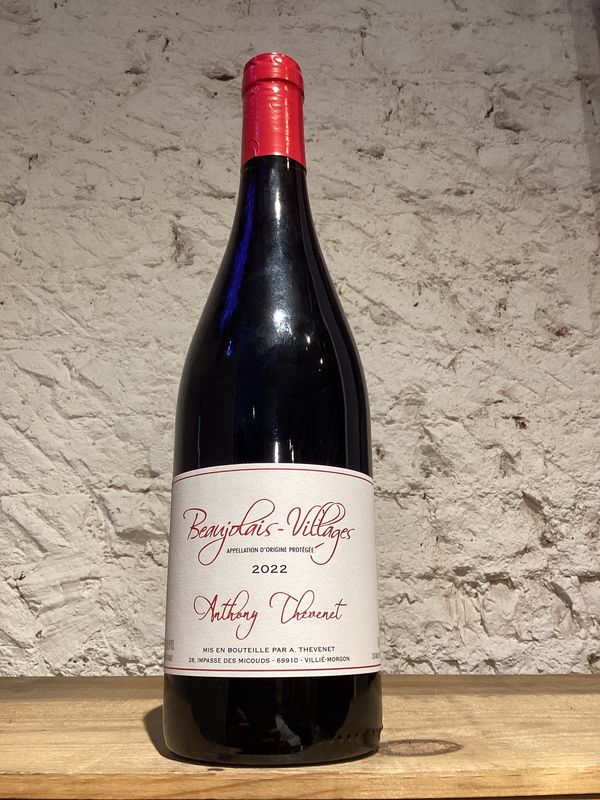 Beaujolais-Villages
APPELLATION D'ORIGINE PROTÉGÉE
2022
Anthony Thévenet
MIS EN BOUTEILLE PAR A. THEVENET
28, IMPASSE DES MICOUDS - 69910 - VILLIÉ-MORGON